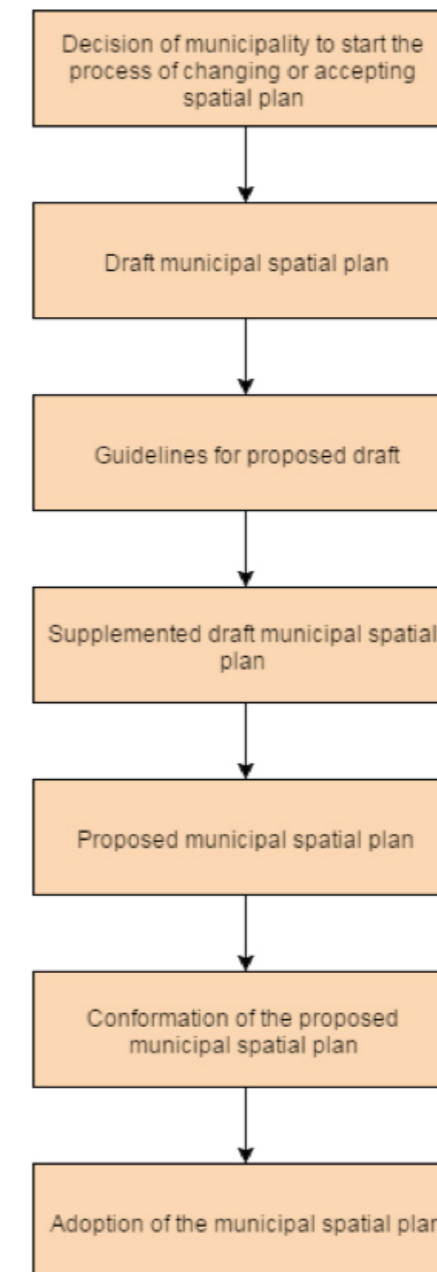 Decision of municipality to start the
process of changing or accepting
spatial plan
Draft municipal spatial plan
Guidelines for proposed draft
Supplemented draft municipal spatial
plan
Proposed municipal spatial plan
Conformation of the proposed
municipal spatial plan
Adoption of the municipal spatial plan